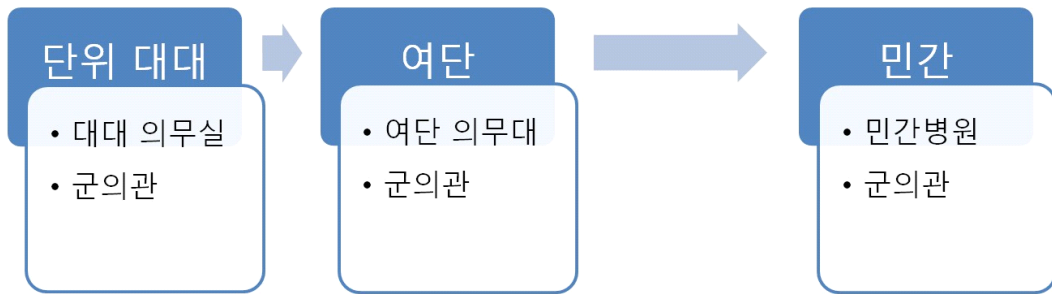 단위 대대
• 대대 의무실
• 군의관
여단
• 여단 의무대
• 군의관
민간
• 민간병원
• 군의관